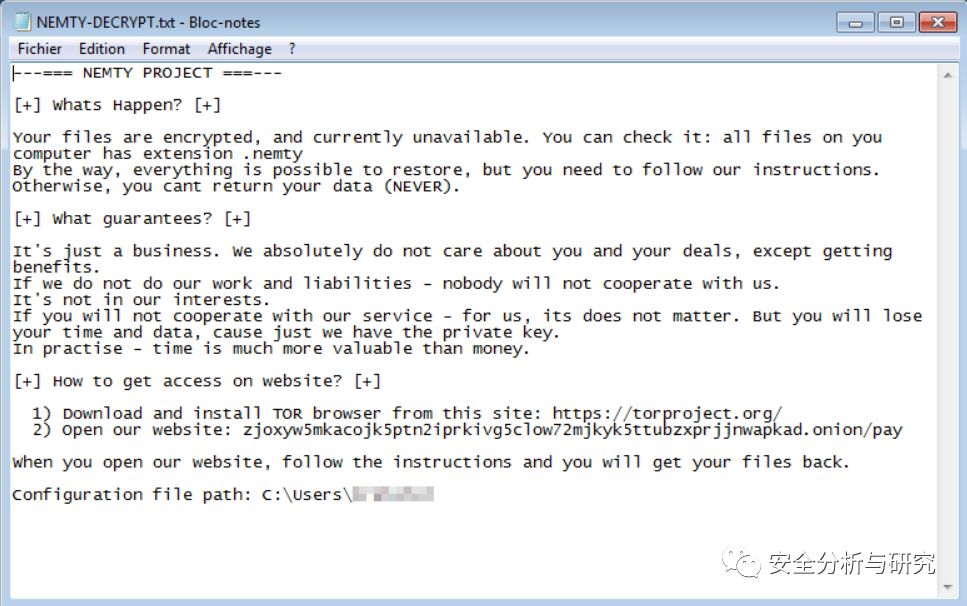 NEMTY-DECRYPT.txt - Bloc-notes
Fichier Edition Format Affichage ?
---=== NEMTY PROJECT ===---
[+] Whats Happen? [+]
Your files are encrypted, and currently unavailable. You can check it: all files on you
computer has extension .nemty
By the way, everything is possible to restore, but you need to follow our instructions.
Otherwise, you cant return your data (NEVER).
[+] What guarantees? [+]
It's just a business. We absolutely do not care about you and your deals, except getting
benefits.
If we do not do our work and liabilities - nobody will not cooperate with us.
It's not in our interests.
If you will not cooperate with our service - for us, its does not matter. But you will lose
your time and data, cause just we have the private key.
In practise - time is much more valuable than money.
[+] How to get access on website? [+]
1) Download and install TOR browser from this site: https://torproject.org/
2) Open our website: zjoxyw5mkacojk5ptn2iprkivg5clow72mjkyk5ttubzxprjjnwapkad.onion/pay
When you open our website, follow the instructions and you will get your files back.
Configuration file path: C:\Users\
安全分析与研究